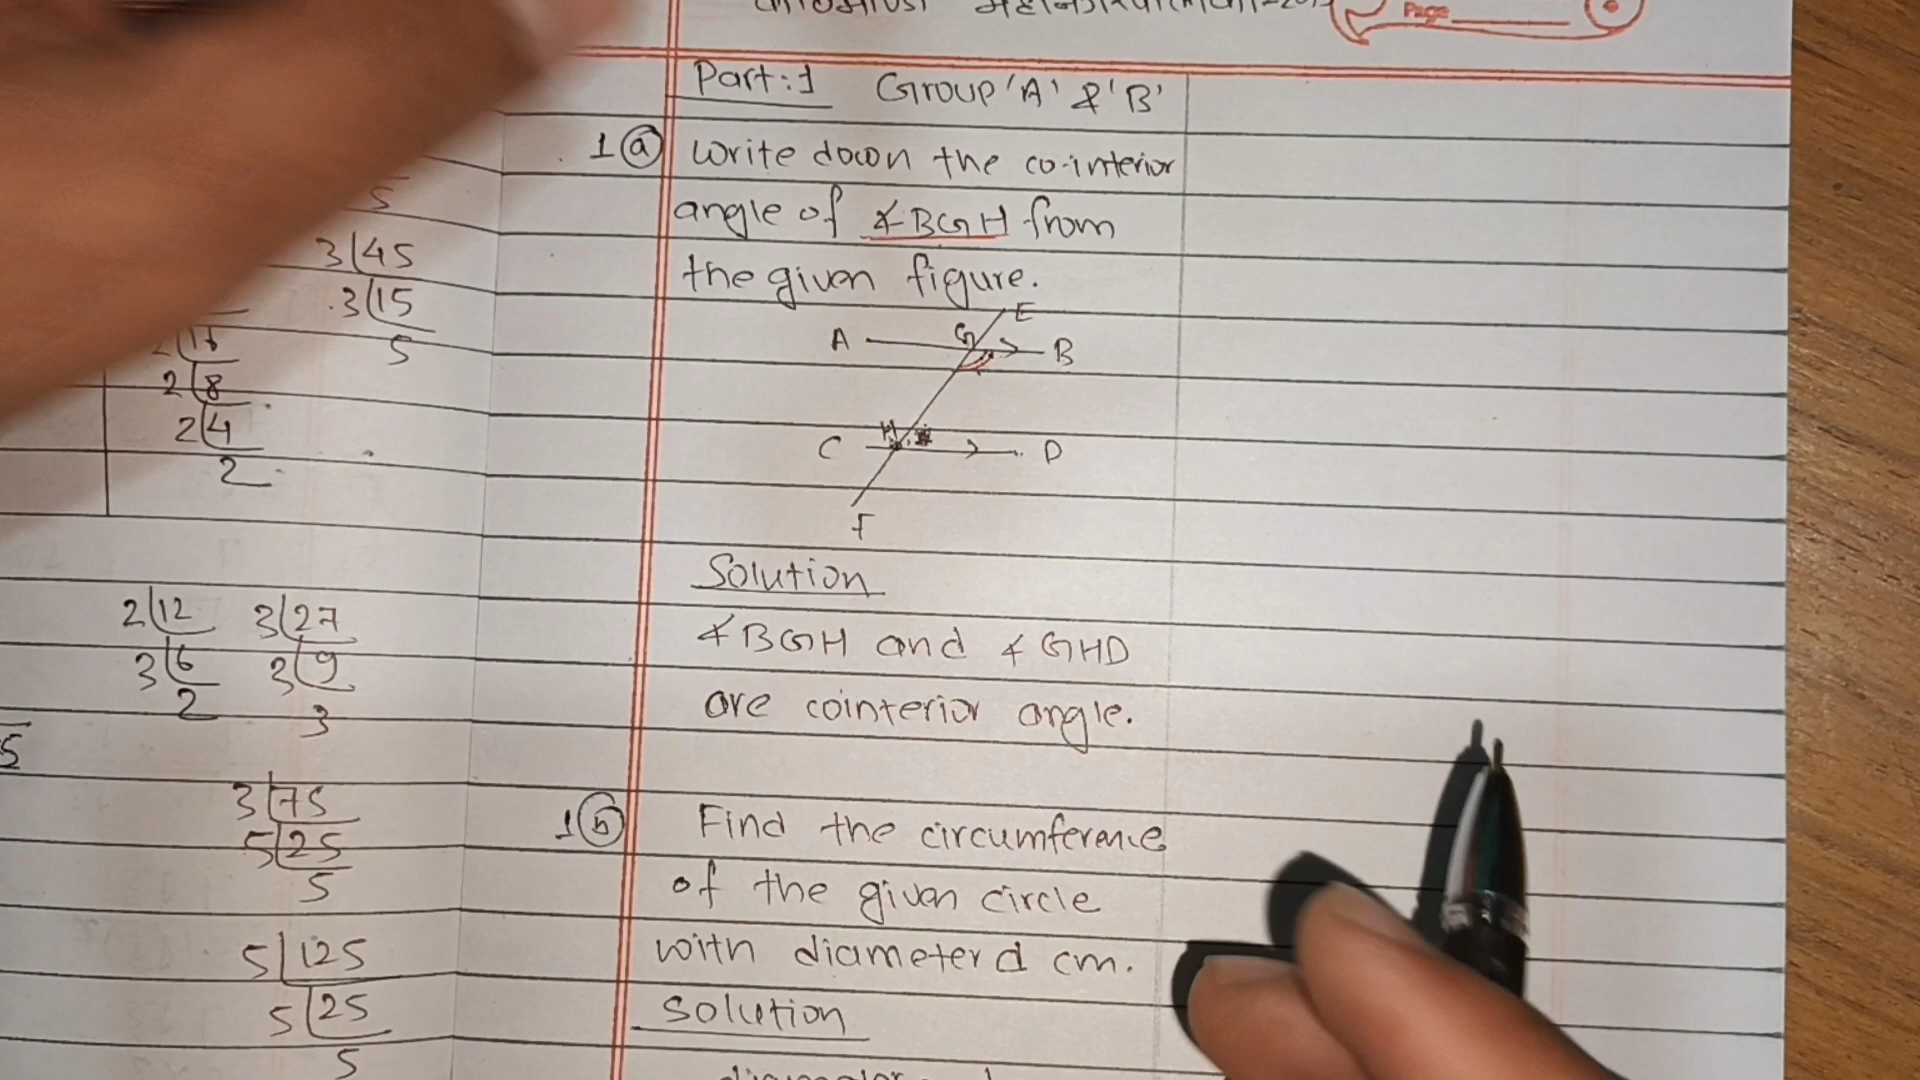 Page
Part:1 Group 'A' & 'B'
1 (a) Write down the co-interior
angle of ∡BGH from
the given figure.
E
A G B
C H D
F
Solution
∡BGH and ∡GHD
are cointerior angle.
1 (b) Find the circumference
of the given circle
with diameter d cm.
Solution
5
3 45
3 15
5
2 8
2 4
2
2 12 3 27
3 6 3 9
2 3
5
3 75
5 25
5
5 125
5 25
5